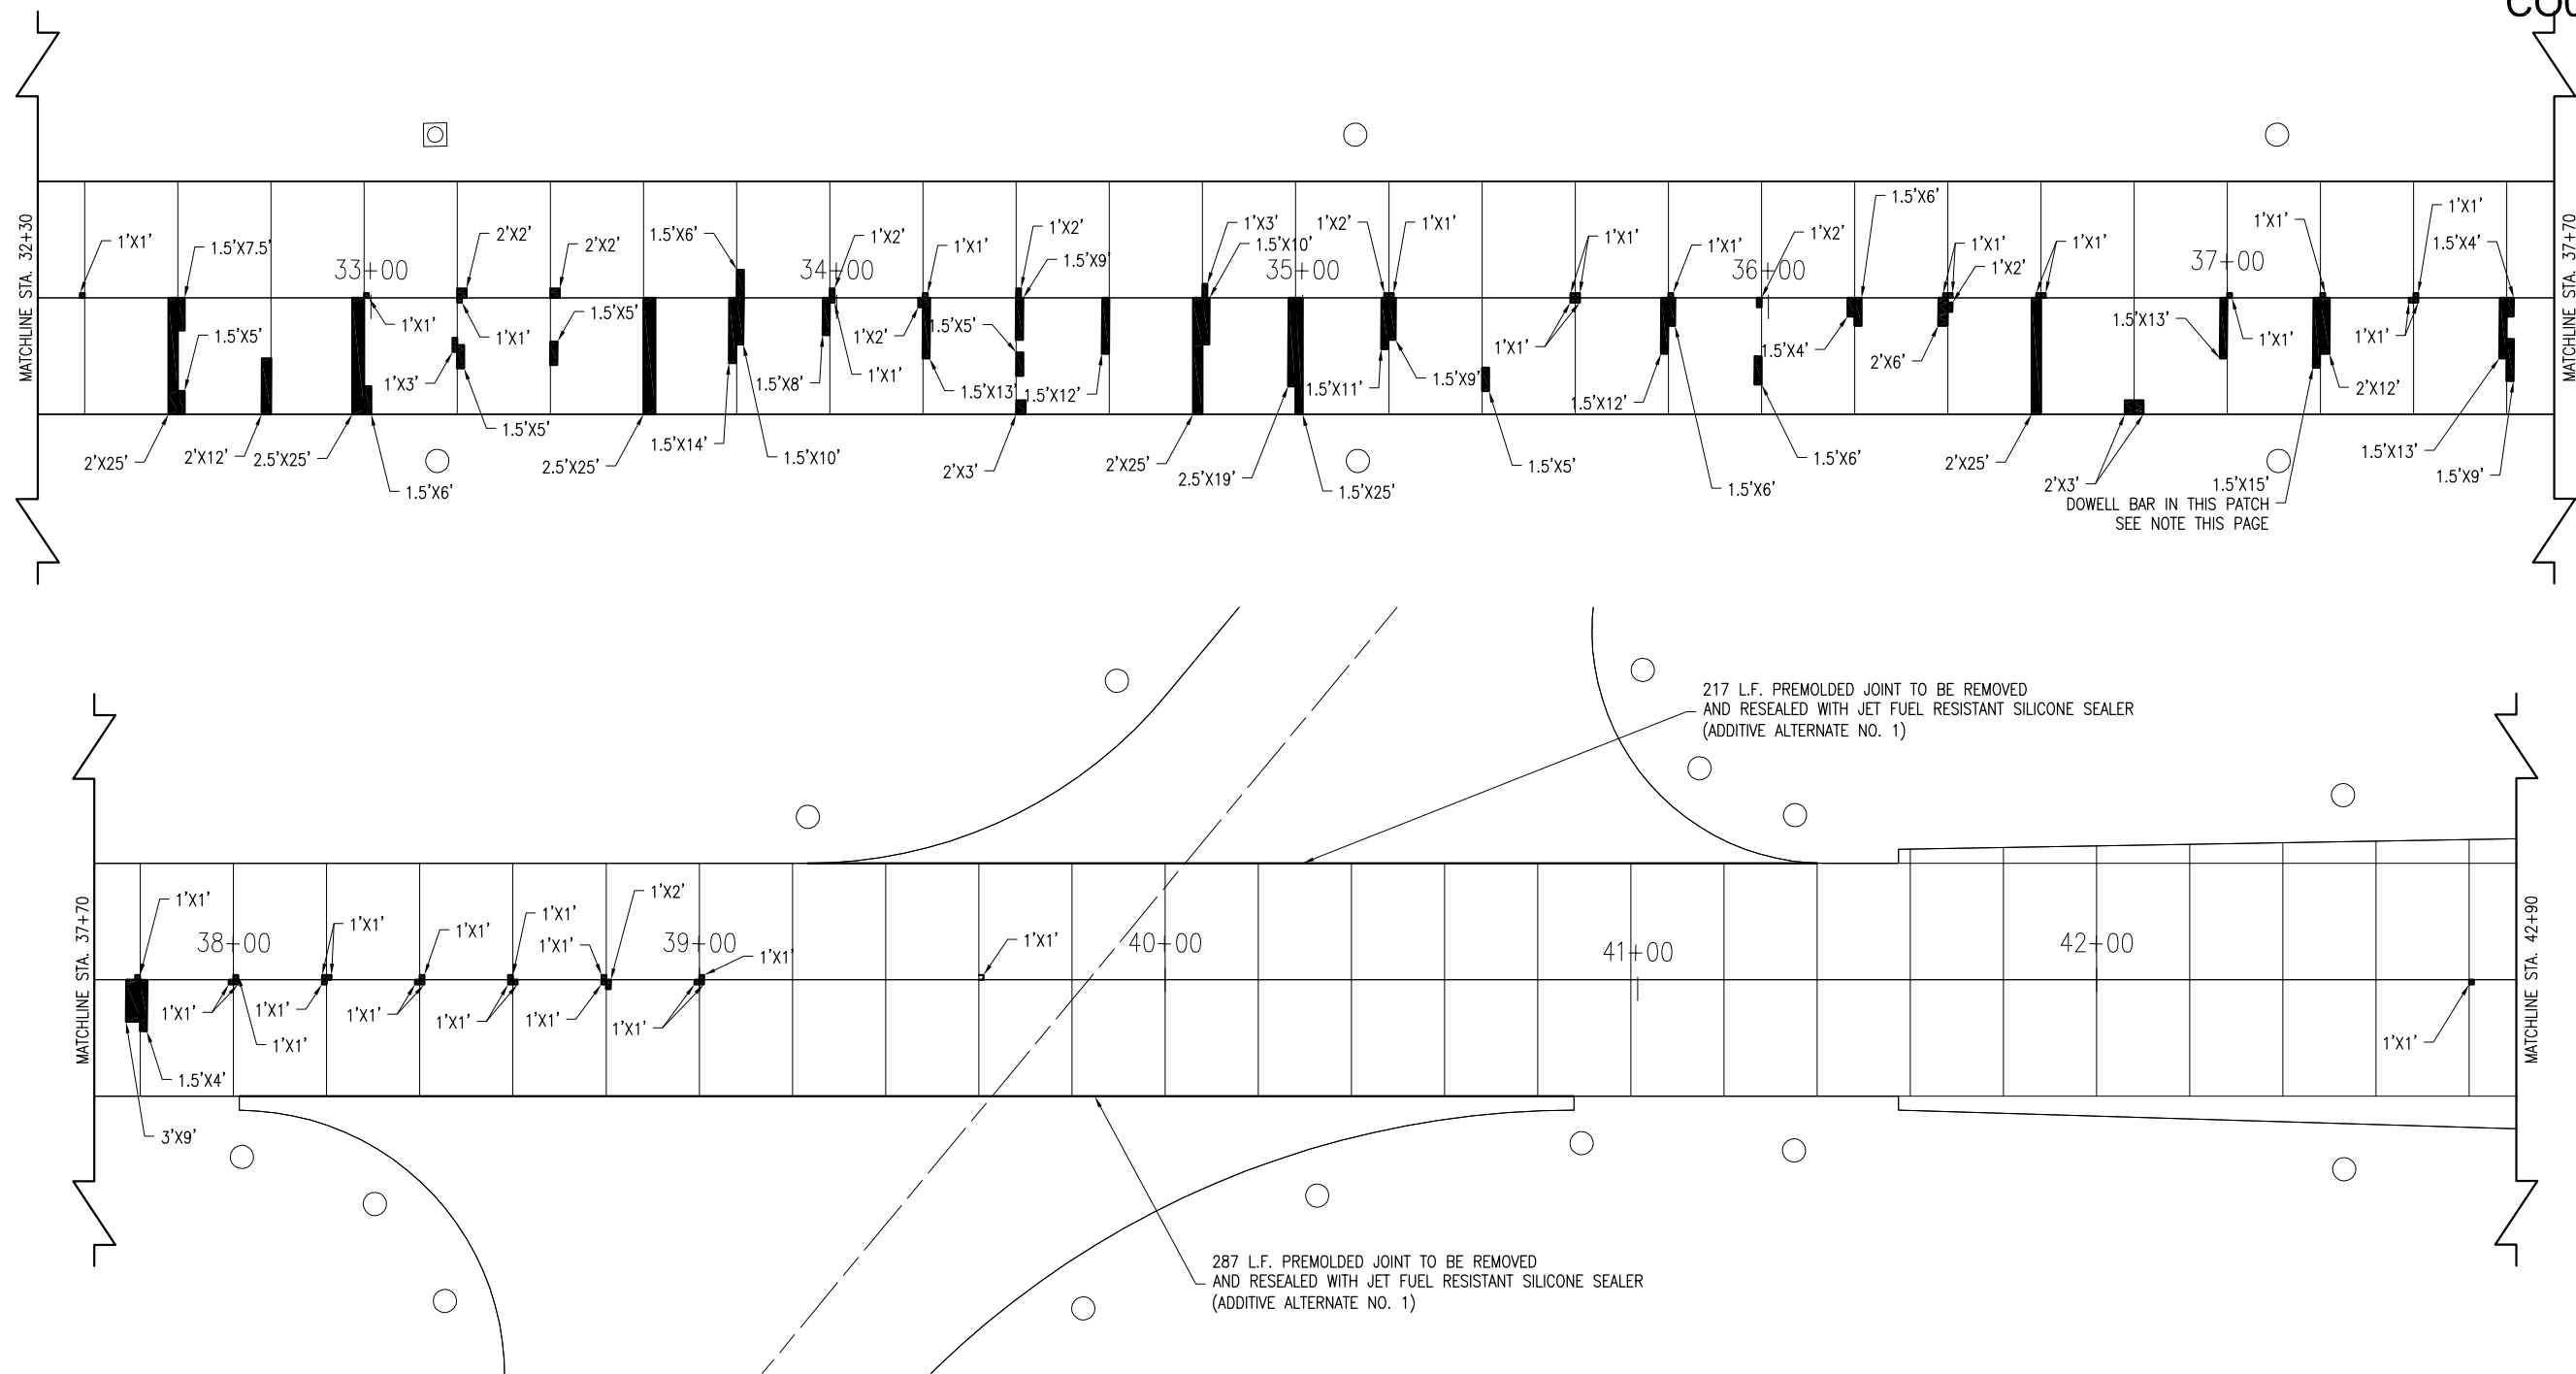 COU
MATCHLINE STA. 32+30
1'X1'
1.5'X7.5'
1.5'X5'
2'X25'
2'X12'
33+00
1'X1'
1'X3'
2.5'X25'
1.5'X6'
2'X2'
1'X1'
1.5'X5'
2'X2'
1.5'X5'
2.5'X25'
1.5'X6'
1.5'X14'
1.5'X10'
34+00
1'X2'
1.5'X8'
1'X1'
1'X1'
1'X2'
1.5'X13'
1'X2'
1.5'X9'
1.5'X5'
2'X3'
1.5'X12'
1'X3'
1.5'X10'
2'X25'
35+00
2.5'X19'
1.5'X25'
1'X2'
1'X1'
1.5'X11'
1.5'X9'
1.5'X5'
1'X1'
1'X1'
1.5'X12'
1'X1'
1.5'X6'
36+00
1'X2'
1.5'X6'
1.5'X6'
1.5'X4'
1'X1'
1'X2'
2'X6'
1'X1'
2'X25'
2'X3'
37+00
1.5'X13'
1'X1'
1'X1'
2'X12'
1.5'X15'
DOWELL BAR IN THIS PATCH
SEE NOTE THIS PAGE
1'X1'
1'X1'
1.5'X4'
1.5'X13'
1.5'X9'
MATCHLINE STA. 37+70
217 L.F. PREMOLDED JOINT TO BE REMOVED
AND RESEALED WITH JET FUEL RESISTANT SILICONE SEALER
(ADDITIVE ALTERNATE NO. 1)
MATCHLINE STA. 37+70
1'X1'
3'X9'
1.5'X4'
38+00
1'X1'
1'X1'
1'X1'
1'X1'
1'X1'
1'X1'
1'X1'
1'X1'
1'X1'
1'X2'
1'X1'
39+00
1'X1'
1'X1'
1'X1'
40+00
41+00
42+00
1'X1'
MATCHLINE STA. 42+90
287 L.F. PREMOLDED JOINT TO BE REMOVED
AND RESEALED WITH JET FUEL RESISTANT SILICONE SEALER
(ADDITIVE ALTERNATE NO. 1)